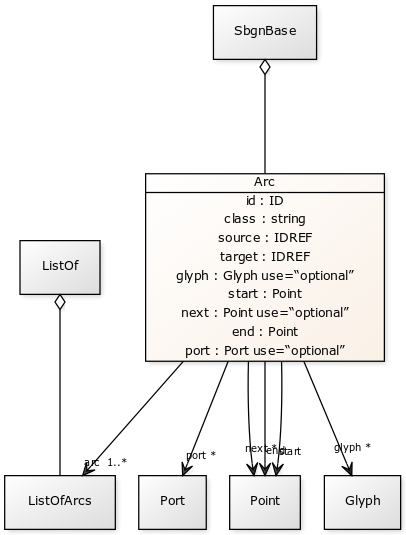 SbgnBase
Arc
id : ID
class : string
source : IDREF
target : IDREF
glyph : Glyph use=“optional”
start : Point
next : Point use=“optional”
end : Point
port : Port use=“optional”
ListOf
arc 1..*
port *
next *
end
start
glyph *
ListOfArcs
Port
Point
Glyph